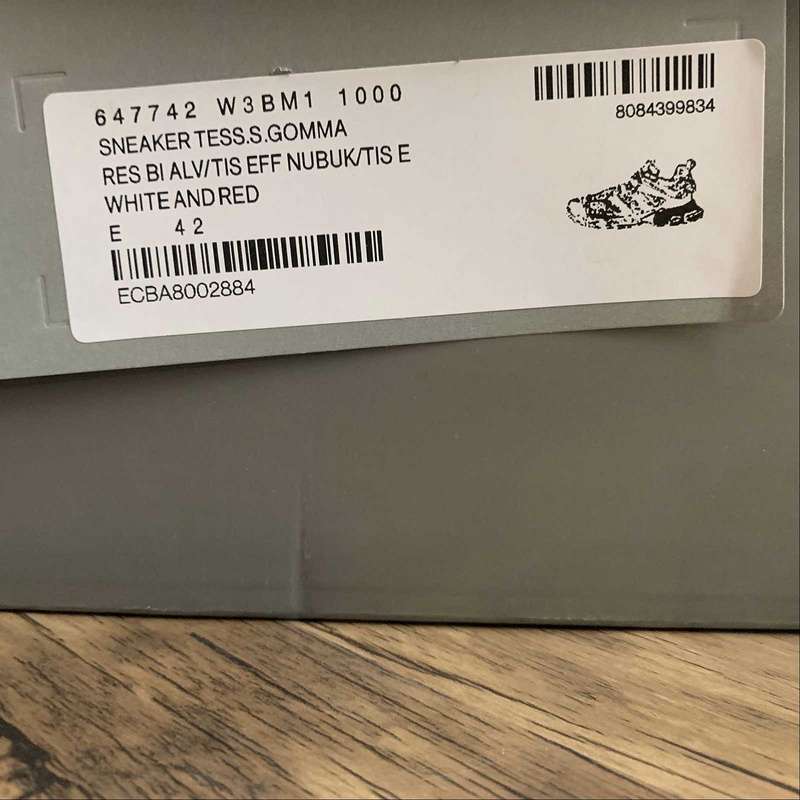 647742 W3BM1 1000
SNEAKER TESS.S.GOMMA
RES BI ALV/TIS EFF NUBUK/TIS E
WHITE AND RED
E 42
ECBA8002884
8084399834